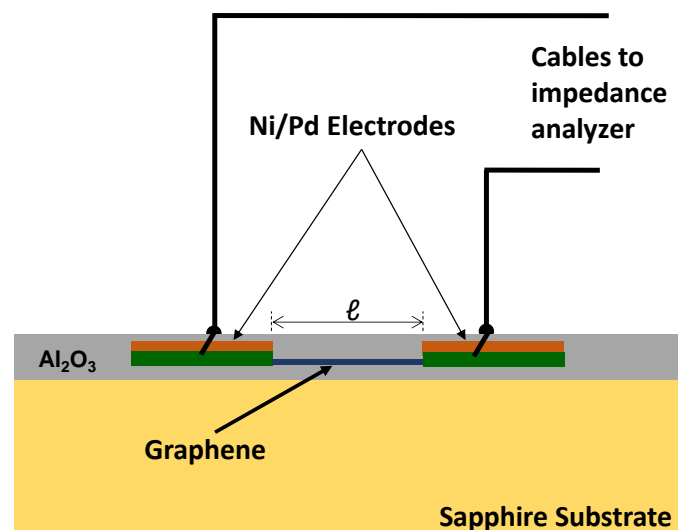 Cables to
impedance
analyzer
Ni/Pd Electrodes
ℓ
Al₂O₃
Graphene
Sapphire Substrate